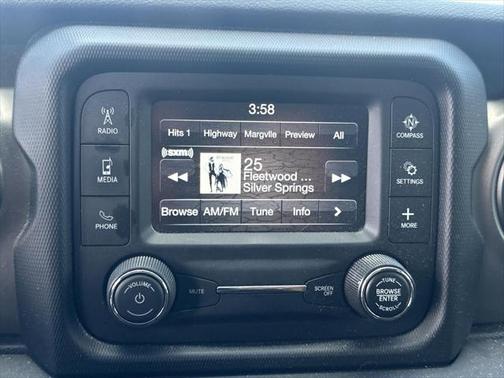 3:58
Hits 1 Highway Margvlle Preview All
((sxm))
25
Fleetwood ...
Silver Springs
Browse AM/FM Tune Info >
RADIO
MEDIA
PHONE
N
COMPASS
SETTINGS
MORE
VOLUME
MUTE
SCREEN
OFF
TUNE
BROWSE
ENTER
SCROLL